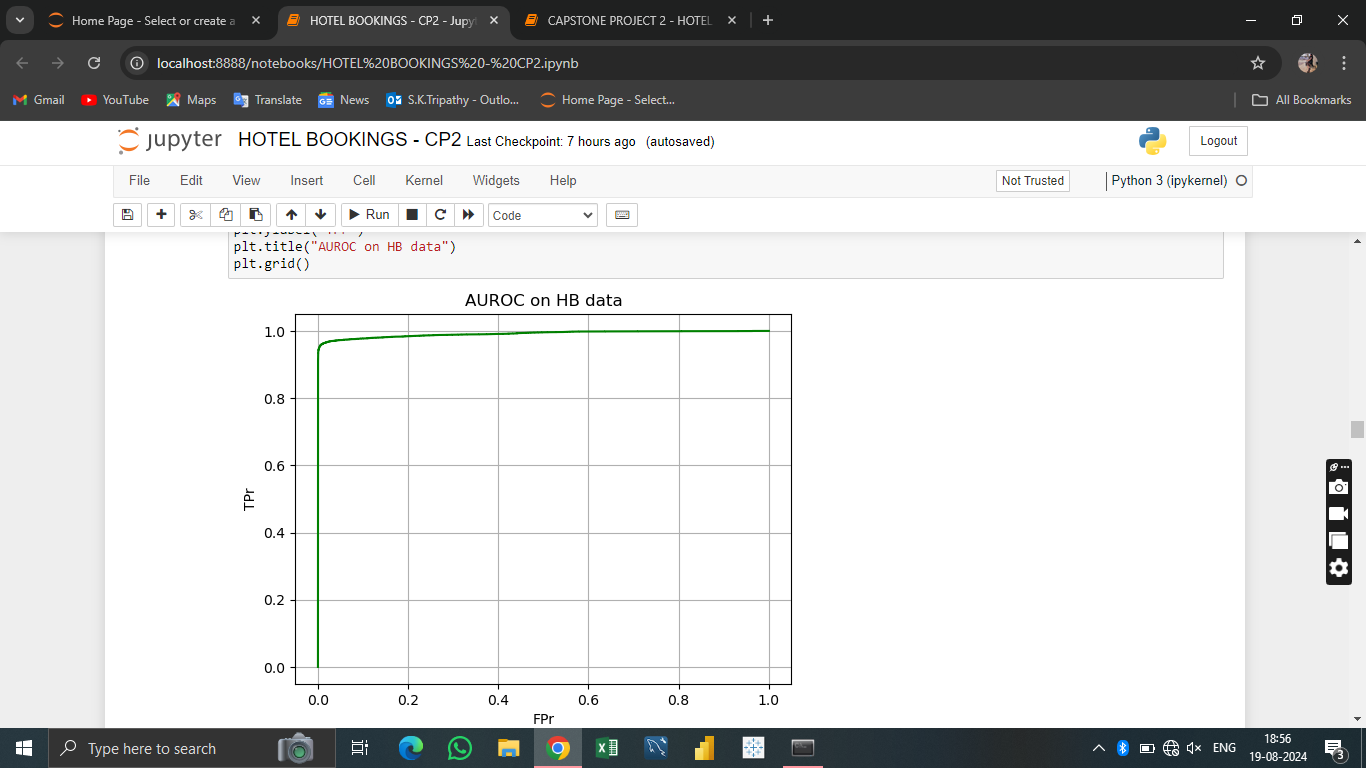 Home Page - Select or create a
HOTEL BOOKINGS - CP2 - Jupy
CAPSTONE PROJECT 2 - HOTEL
localhost:8888/notebooks/HOTEL%20BOOKINGS%20-%20CP2.ipynb
Gmail YouTube Maps Translate News S.K.Tripathy - Outlo... Home Page - Select... All Bookmarks
jupyter HOTEL BOOKINGS - CP2 Last Checkpoint: 7 hours ago (autosaved) Logout
File Edit View Insert Cell Kernel Widgets Help Not Trusted Python 3 (ipykernel)
Run Code
plt.title("AUROC on HB data")
plt.grid()
AUROC on HB data
1.0
0.8
0.6
TPr
0.4
0.2
0.0
0.0 0.2 0.4 0.6 0.8 1.0
FPr
Type here to search
ENG
18:56
19-08-2024
3